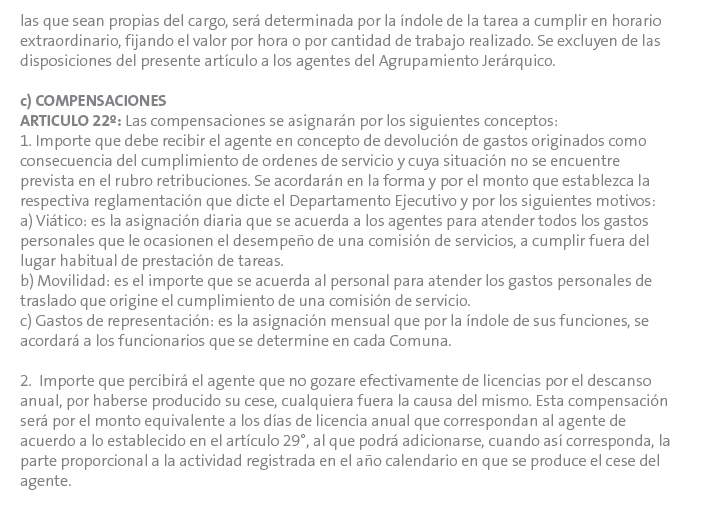 las que sean propias del cargo, será determinada por la índole de la tarea a cumplir en horario
extraordinario, fijando el valor por hora o por cantidad de trabajo realizado. Se excluyen de las
disposiciones del presente artículo a los agentes del Agrupamiento Jerárquico.
c) COMPENSACIONES
ARTICULO 22º: Las compensaciones se asignarán por los siguientes conceptos:
1. Importe que debe recibir el agente en concepto de devolución de gastos originados como
consecuencia del cumplimiento de ordenes de servicio y cuya situación no se encuentre
prevista en el rubro retribuciones. Se acordarán en la forma y por el monto que establezca la
respectiva reglamentación que dicte el Departamento Ejecutivo y por los siguientes motivos:
a) Viático: es la asignación diaria que se acuerda a los agentes para atender todos los gastos
personales que le ocasionen el desempeño de una comisión de servicios, a cumplir fuera del
lugar habitual de prestación de tareas.
b) Movilidad: es el importe que se acuerda al personal para atender los gastos personales de
traslado que origine el cumplimiento de una comisión de servicio.
c) Gastos de representación: es la asignación mensual que por la índole de sus funciones, se
acordará a los funcionarios que se determine en cada Comuna.
2.  Importe que percibirá el agente que no gozare efectivamente de licencias por el descanso
anual, por haberse producido su cese, cualquiera fuera la causa del mismo. Esta compensación
será por el monto equivalente a los días de licencia anual que correspondan al agente de
acuerdo a lo establecido en el artículo 29°, al que podrá adicionarse, cuando así corresponda, la
parte proporcional a la actividad registrada en el año calendario en que se produce el cese del
agente.